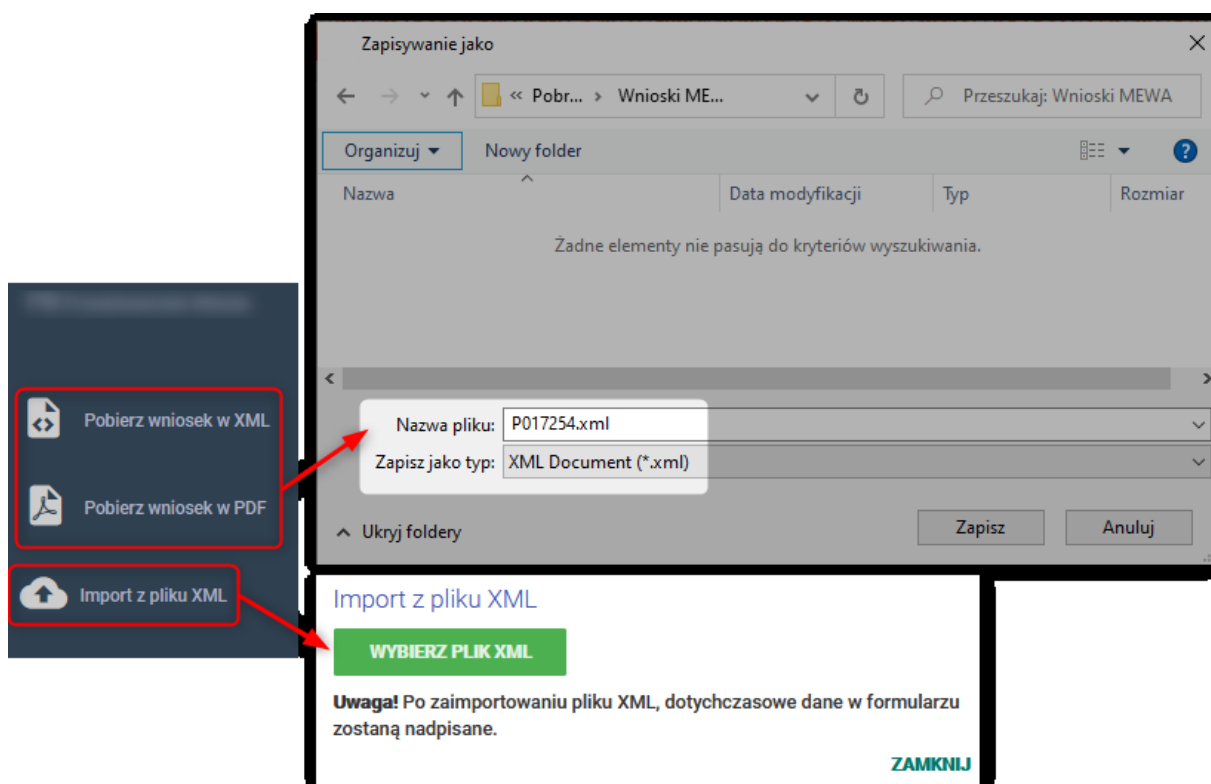 Zapisywanie jako
« Pobr... › Wnioski ME...
Przeszukaj: Wnioski MEWA
Organizuj
Nowy folder
Nazwa
Data modyfikacji
Typ
Rozmiar
Żadne elementy nie pasują do kryteriów wyszukiwania.
Nazwa pliku: P017254.xml
Zapisz jako typ: XML Document (*.xml)
Ukryj foldery
Zapisz
Anuluj
Pobierz wniosek w XML
Pobierz wniosek w PDF
Import z pliku XML
Import z pliku XML
WYBIERZ PLIK XML
Uwaga! Po zaimportowaniu pliku XML, dotychczasowe dane w formularzu
zostaną nadpisane.
ZAMKNIJ